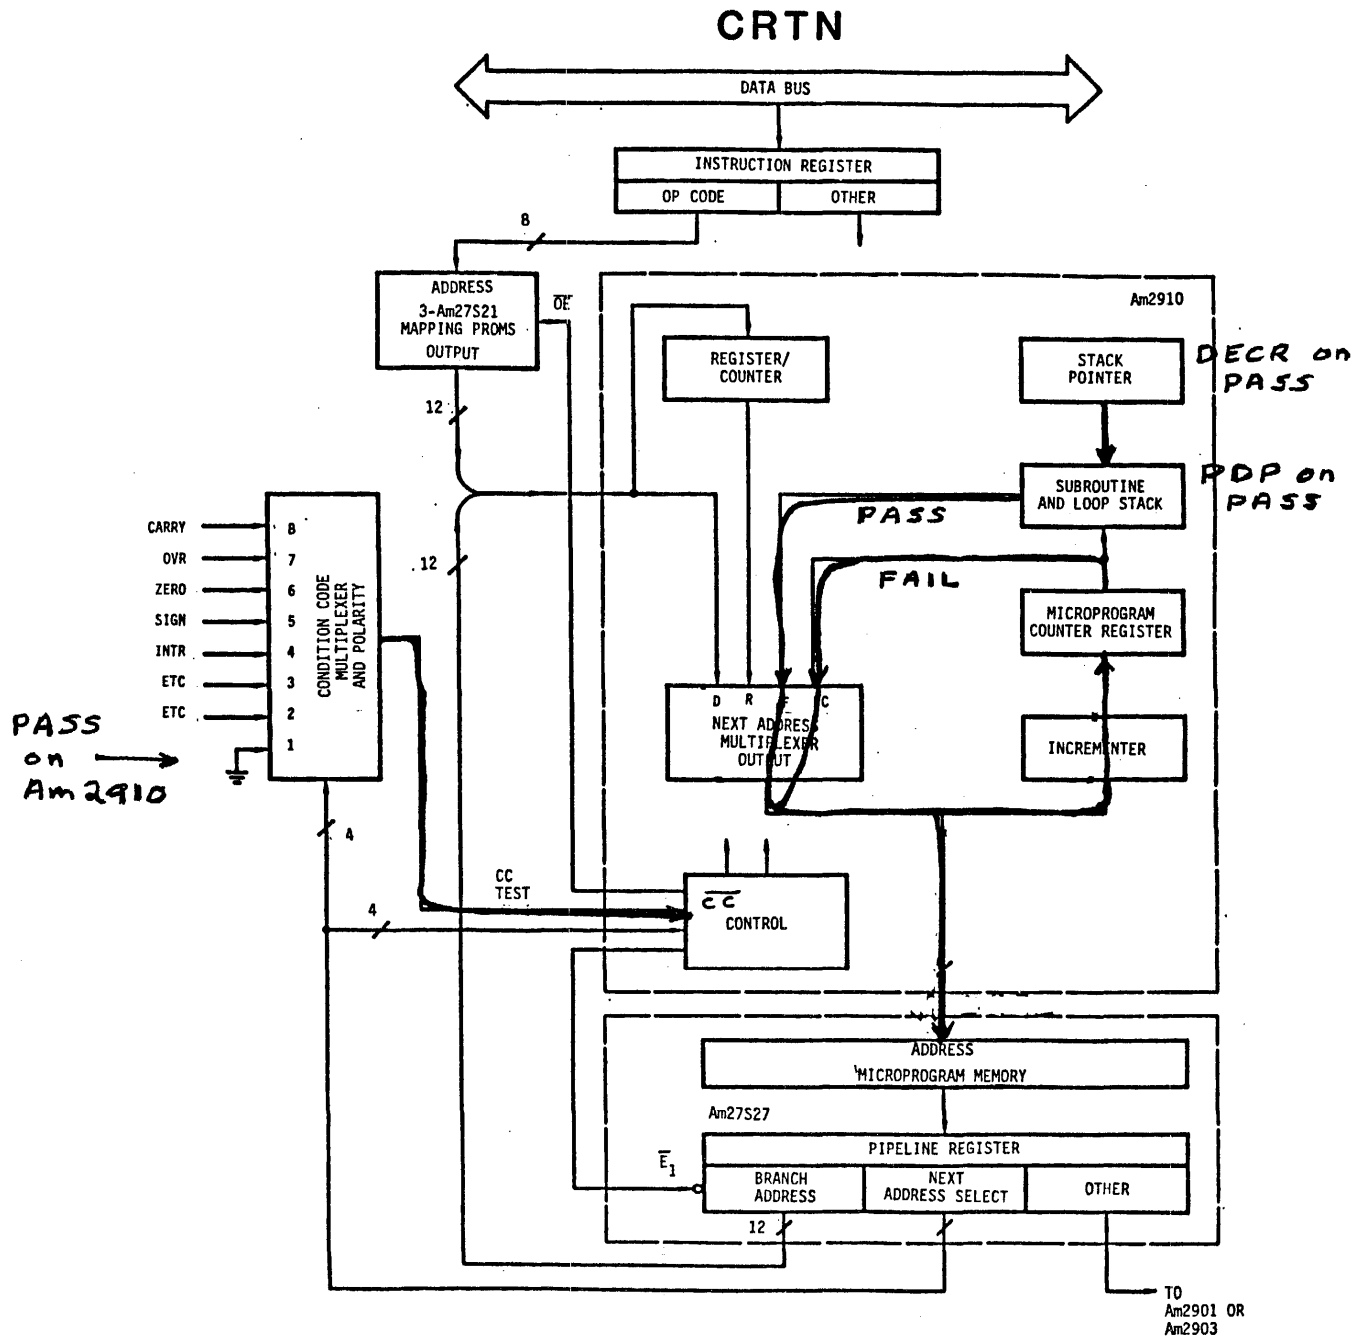 CRTN
DATA BUS
INSTRUCTION REGISTER
OP CODE
OTHER
8
ADDRESS
3-Am27S21
MAPPING PROMS
OUTPUT
OE
Am2910
REGISTER/
COUNTER
STACK
POINTER
DECR on
PASS
12
SUBROUTINE
AND LOOP STACK
POP on
PASS
PASS
FAIL
CARRY
OVR
ZERO
SIGN
INTR
ETC
ETC
8
7
6
5
4
3
2
1
CONDITION CODE
MULTIPLEXER
AND POLARITY
12
MICROPROGRAM
COUNTER REGISTER
D R F C
NEXT ADDRESS
MULTIPLEXER
OUTPUT
INCREMENTER
PASS
on
Am2910
4
CC
TEST
4
CC
CONTROL
ADDRESS
MICROPROGRAM MEMORY
Am27S27
PIPELINE REGISTER
E1
BRANCH
ADDRESS
NEXT
ADDRESS SELECT
OTHER
12
TO
Am2901 OR
Am2903